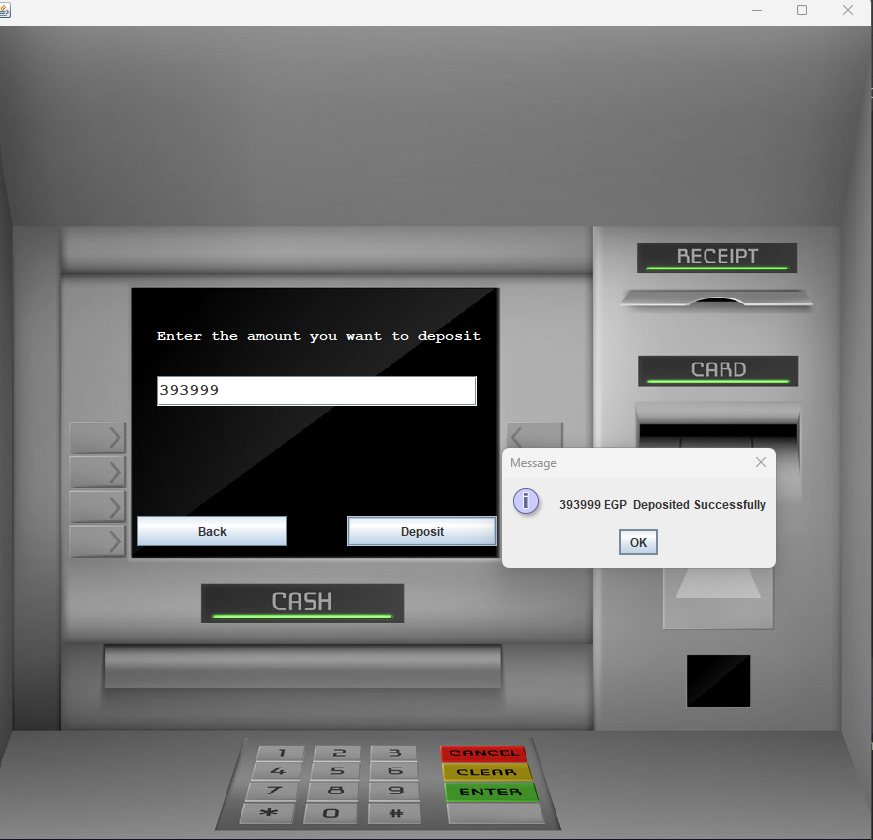 RECEIPT
Enter the amount you want to deposit
CARD
393999
Message
393999 EGP  Deposited Successfully
Back
Deposit
OK
CASH
1 2 3 CANCEL
4 5 6 CLEAR
7 8 9 ENTER
* 0 #